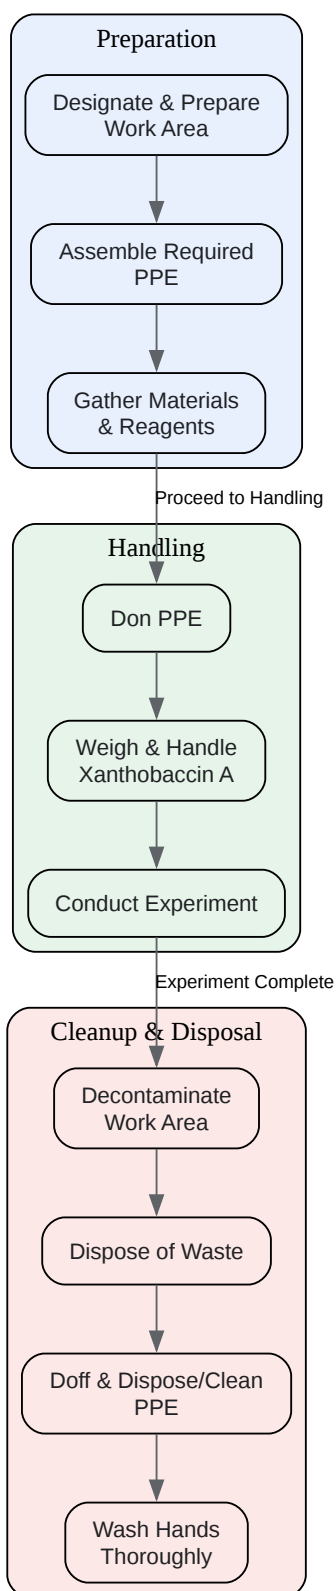 Preparation
Designate & Prepare
Work Area
Assemble Required
PPE
Gather Materials
& Reagents
Proceed to Handling
Handling
Don PPE
Weigh & Handle
Xanthobaccin A
Conduct Experiment
Experiment Complete
Cleanup & Disposal
Decontaminate
Work Area
Dispose of Waste
Doff & Dispose/Clean
PPE
Wash Hands
Thoroughly